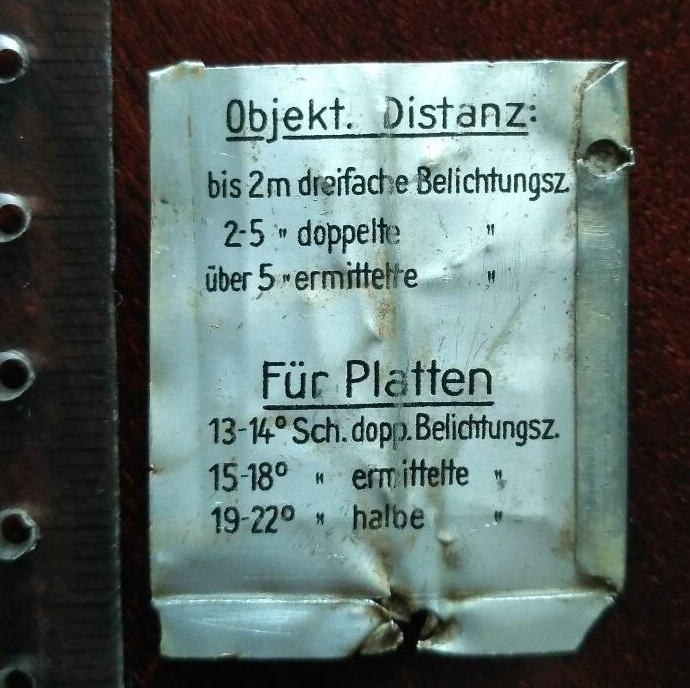 Objekt. Distanz:
bis 2m dreifache Belichtungsz.
2-5 " doppelte "
über 5 " ermittelte "
Für Platten
13-14° Sch. dopp. Belichtungsz.
15-18° " ermittelte "
19-22° " halbe "